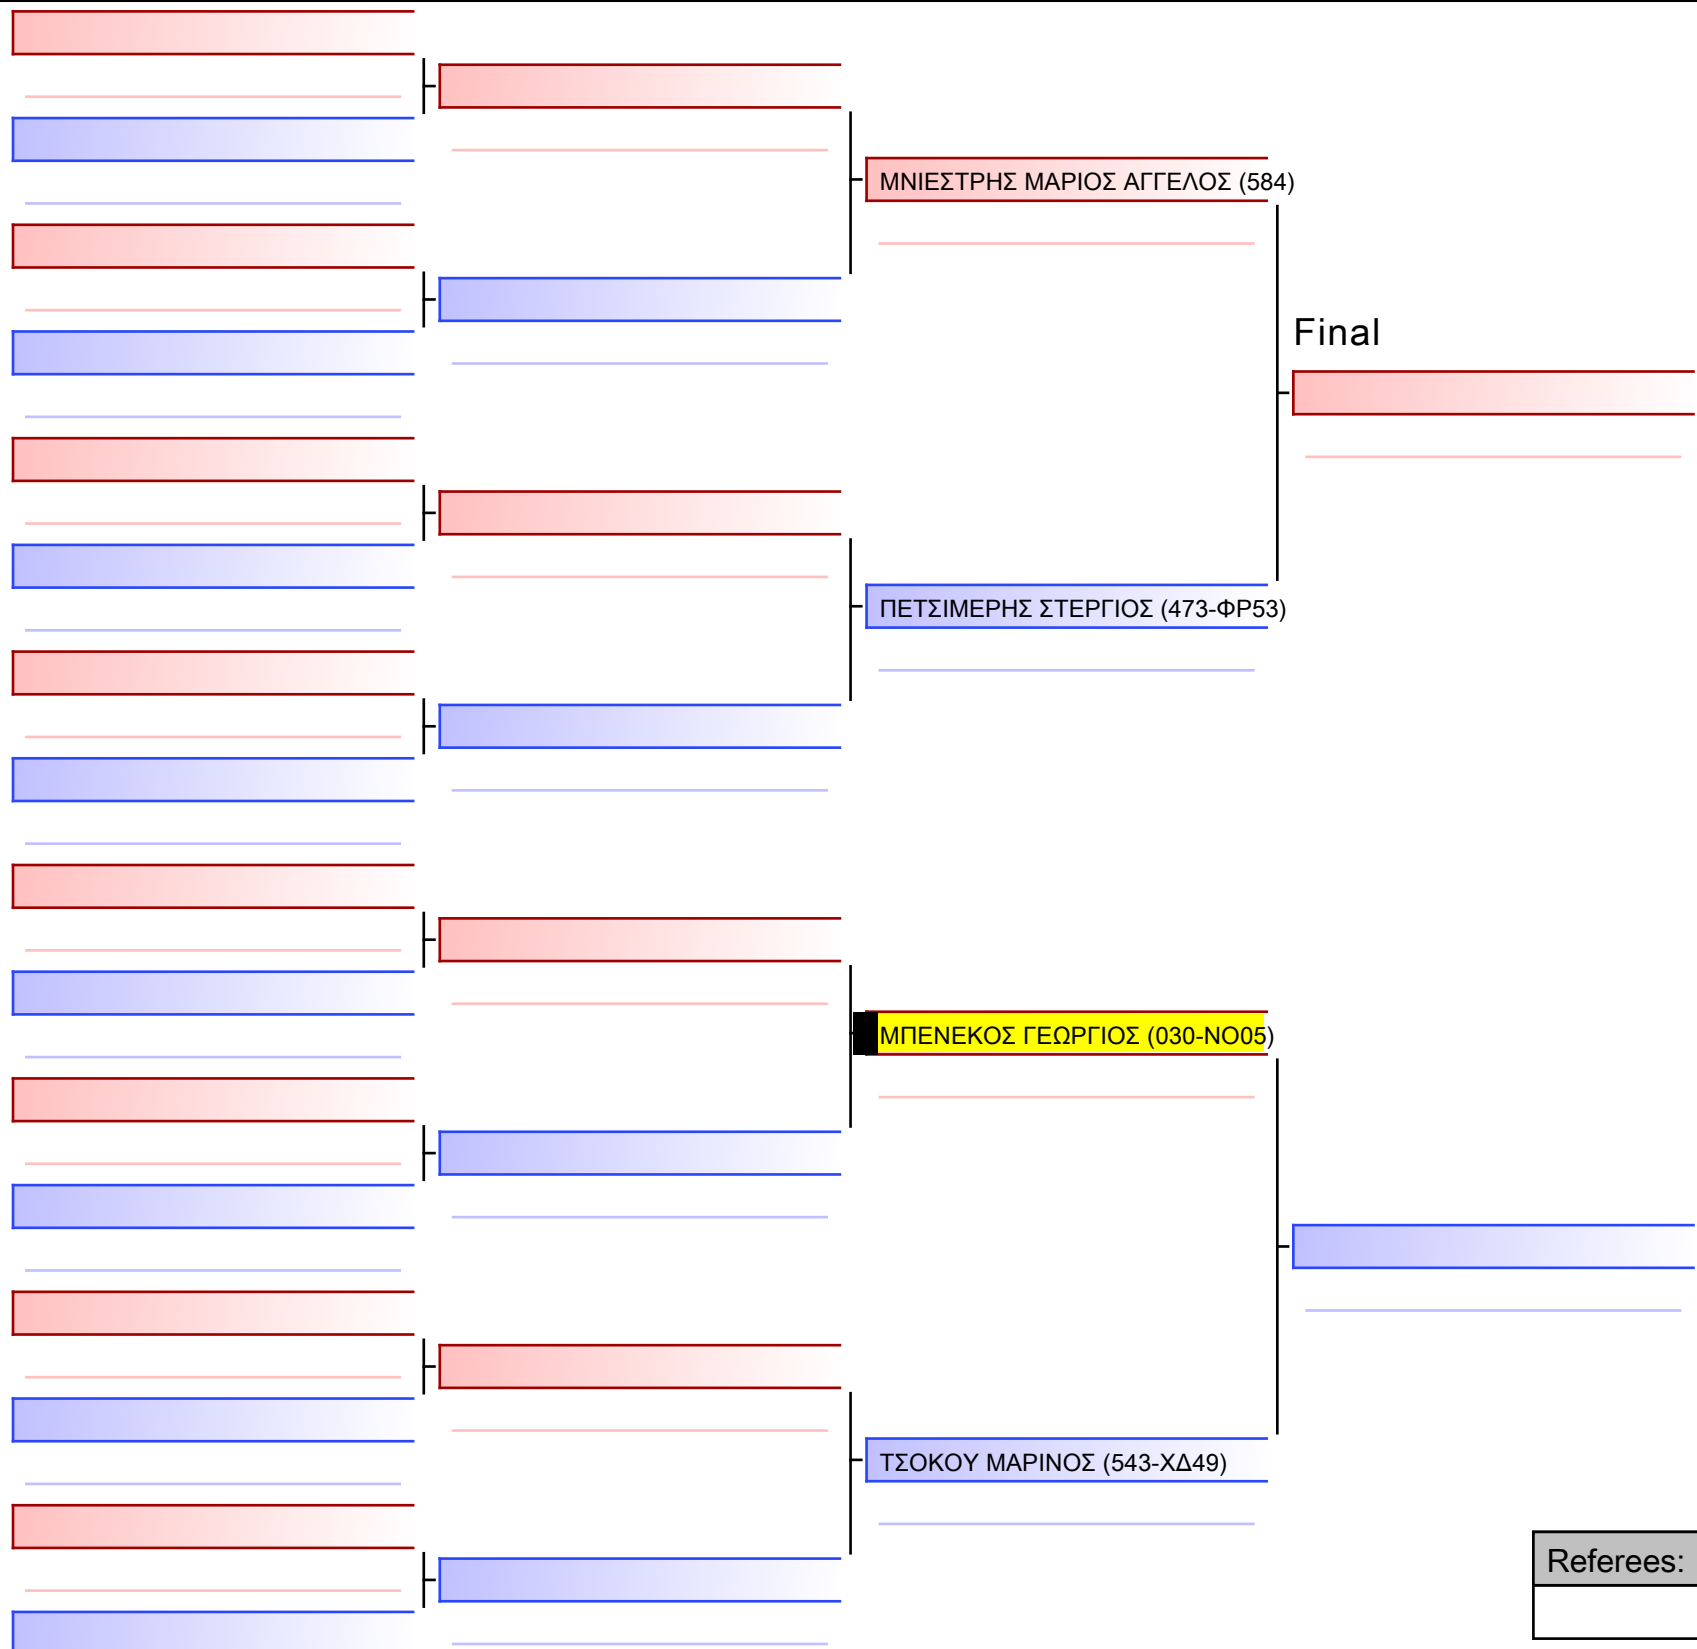 ΜΝΙΕΣΤΡΗΣ ΜΑΡΙΟΣ ΑΓΓΕΛΟΣ (584)
Final
ΠΕΤΣΙΜΕΡΗΣ ΣΤΕΡΓΙΟΣ (473-ΦΡ53)
ΜΠΕΝΕΚΟΣ ΓΕΩΡΓΙΟΣ (030-ΝΟ05)
ΤΣΟΚΟΥ ΜΑΡΙΝΟΣ (543-ΧΔ49)
Referees: